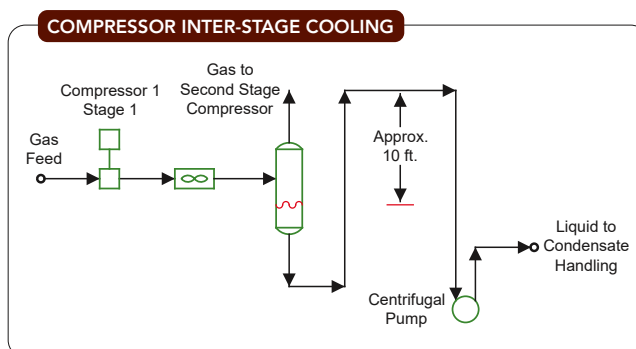 COMPRESSOR INTER-STAGE COOLING
Gas to
Second Stage
Compressor
Compressor 1
Stage 1
Gas
Feed
Approx.
10 ft.
Liquid to
Condensate
Handling
Centrifugal
Pump